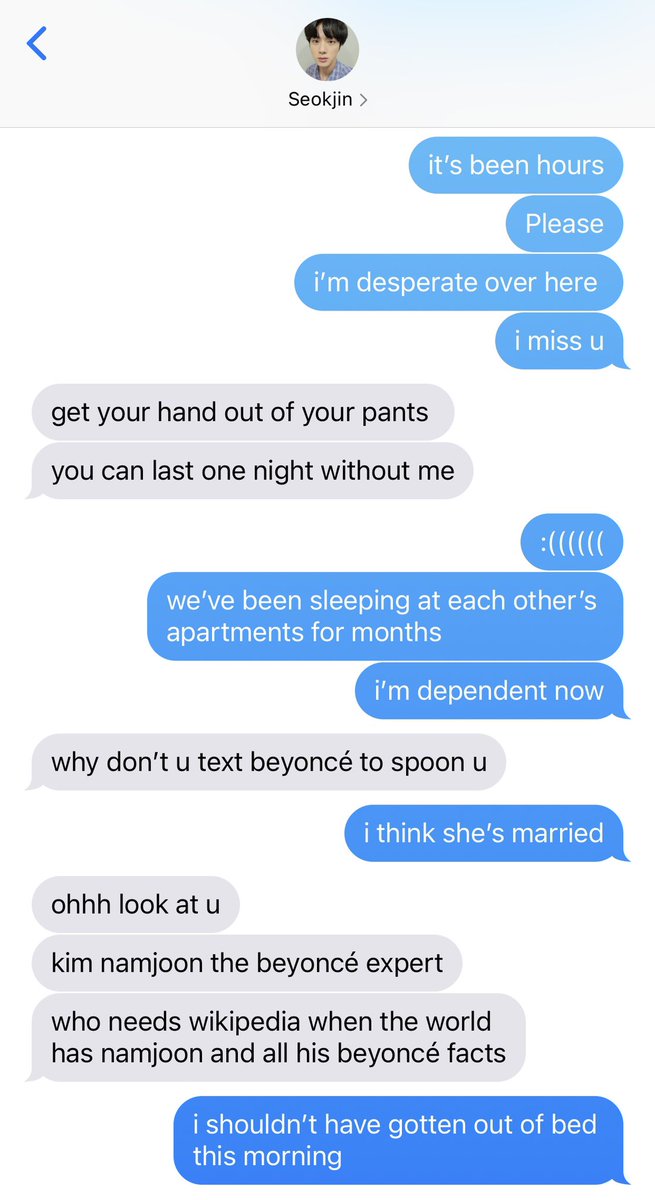 Seokjin
it’s been hours
Please
i’m desperate over here
i miss u
get your hand out of your pants
you can last one night without me
:((((((
we’ve been sleeping at each other’s
apartments for months
i’m dependent now
why don’t u text beyoncé to spoon u
i think she’s married
ohhh look at u
kim namjoon the beyoncé expert
who needs wikipedia when the world
has namjoon and all his beyoncé facts
i shouldn’t have gotten out of bed
this morning